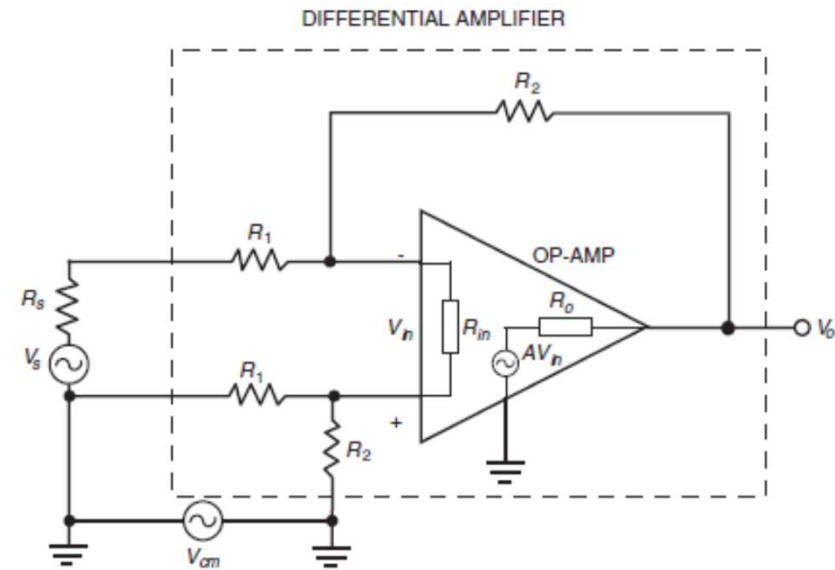 DIFFERENTIAL AMPLIFIER
R2
R1
OP-AMP
-
Rs
Vin
Rin
Ro
Vo
Vs
AVin
R1
+
R2
Vcm